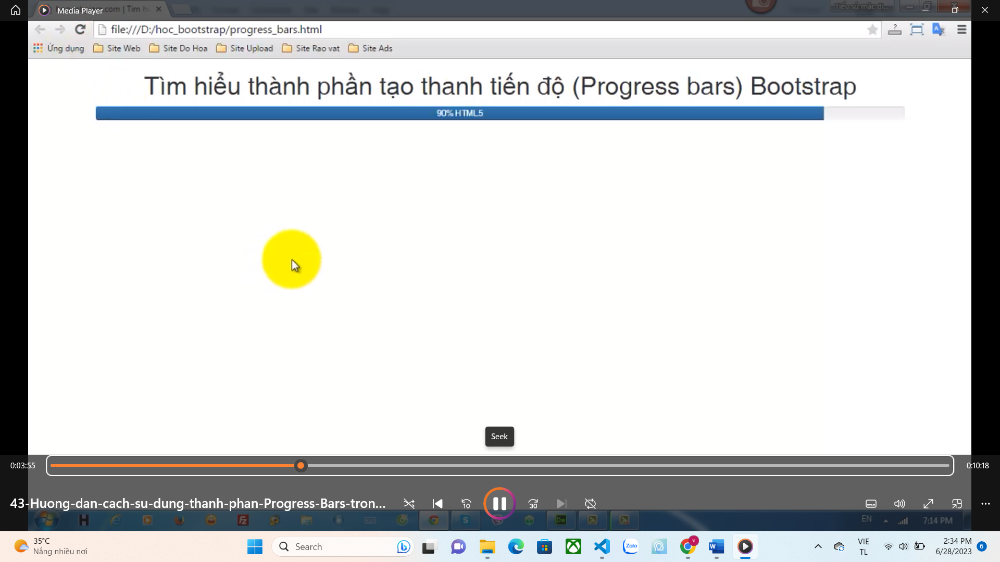 Media Player
file:///D:/hoc_bootstrap/progress_bars.html
Ứng dụng Site Web Site Do Hoa Site Upload Site Rao vat Site Ads
Tìm hiểu thành phần tạo thanh tiến độ (Progress bars) Bootstrap
90% HTML5
Seek
0:03:55
0:10:18
43-Huong-dan-cach-su-dung-thanh-phan-Progress-Bars-tron...
10
30
EN
7:14 PM
35°C
Nắng nhiều nơi
Search
Zalo
VIE
TL
2:34 PM
6/28/2023
6